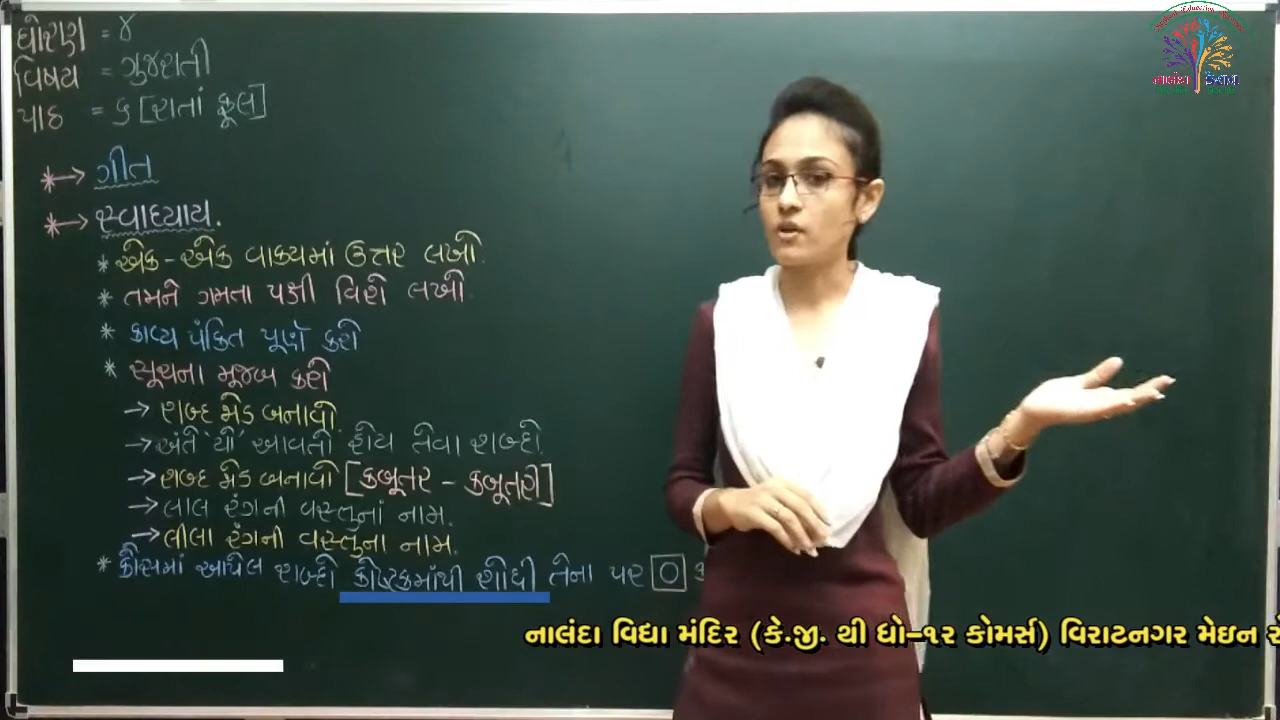 ધોરણ = ૪
વિષય = ગુજરાતી
પાઠ = ૬ [રાતાં ફૂલ]
ગીત
સ્વાધ્યાય.
* એક - એક વાક્યમાં ઉત્તર લખો.
* તમને ગમતા પક્ષી વિશે લખો.
* કાવ્ય પંક્તિ પૂર્ણ કરો
* સૂચના મૂજબ કરો
→ શબ્દ મેડ બનાવો.
→ અંતે 'યો' આવતો હોય તેવા શબ્દો.
→ શબ્દ મેડ બનાવો [કબૂતર - કબૂતરી]
→ લાલ રંગની વસ્તુનાં નામ.
→ લીલા રંગની વસ્તુના નામ.
* કૌંસમાં આપેલ શબ્દો કોષ્ટકમાંથી શોધી તેના પર
નાલંદા વિદ્યા મંદિર (કે.જી. થી ધો–૧૨ કોમર્સ) વિરાટનગર મેઇન
નાલંદા